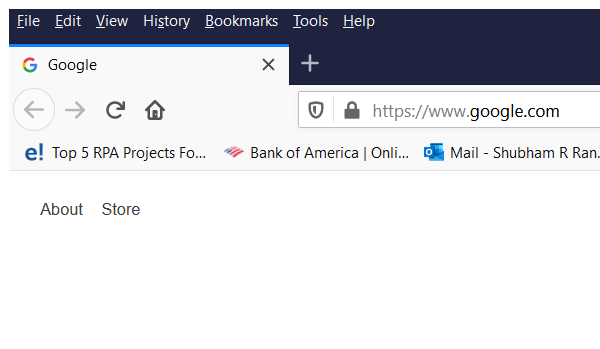 File Edit View History Bookmarks Tools Help
Google
https://www.google.com
e! Top 5 RPA Projects Fo... Bank of America | Onli... Mail - Shubham R Ran.
About Store